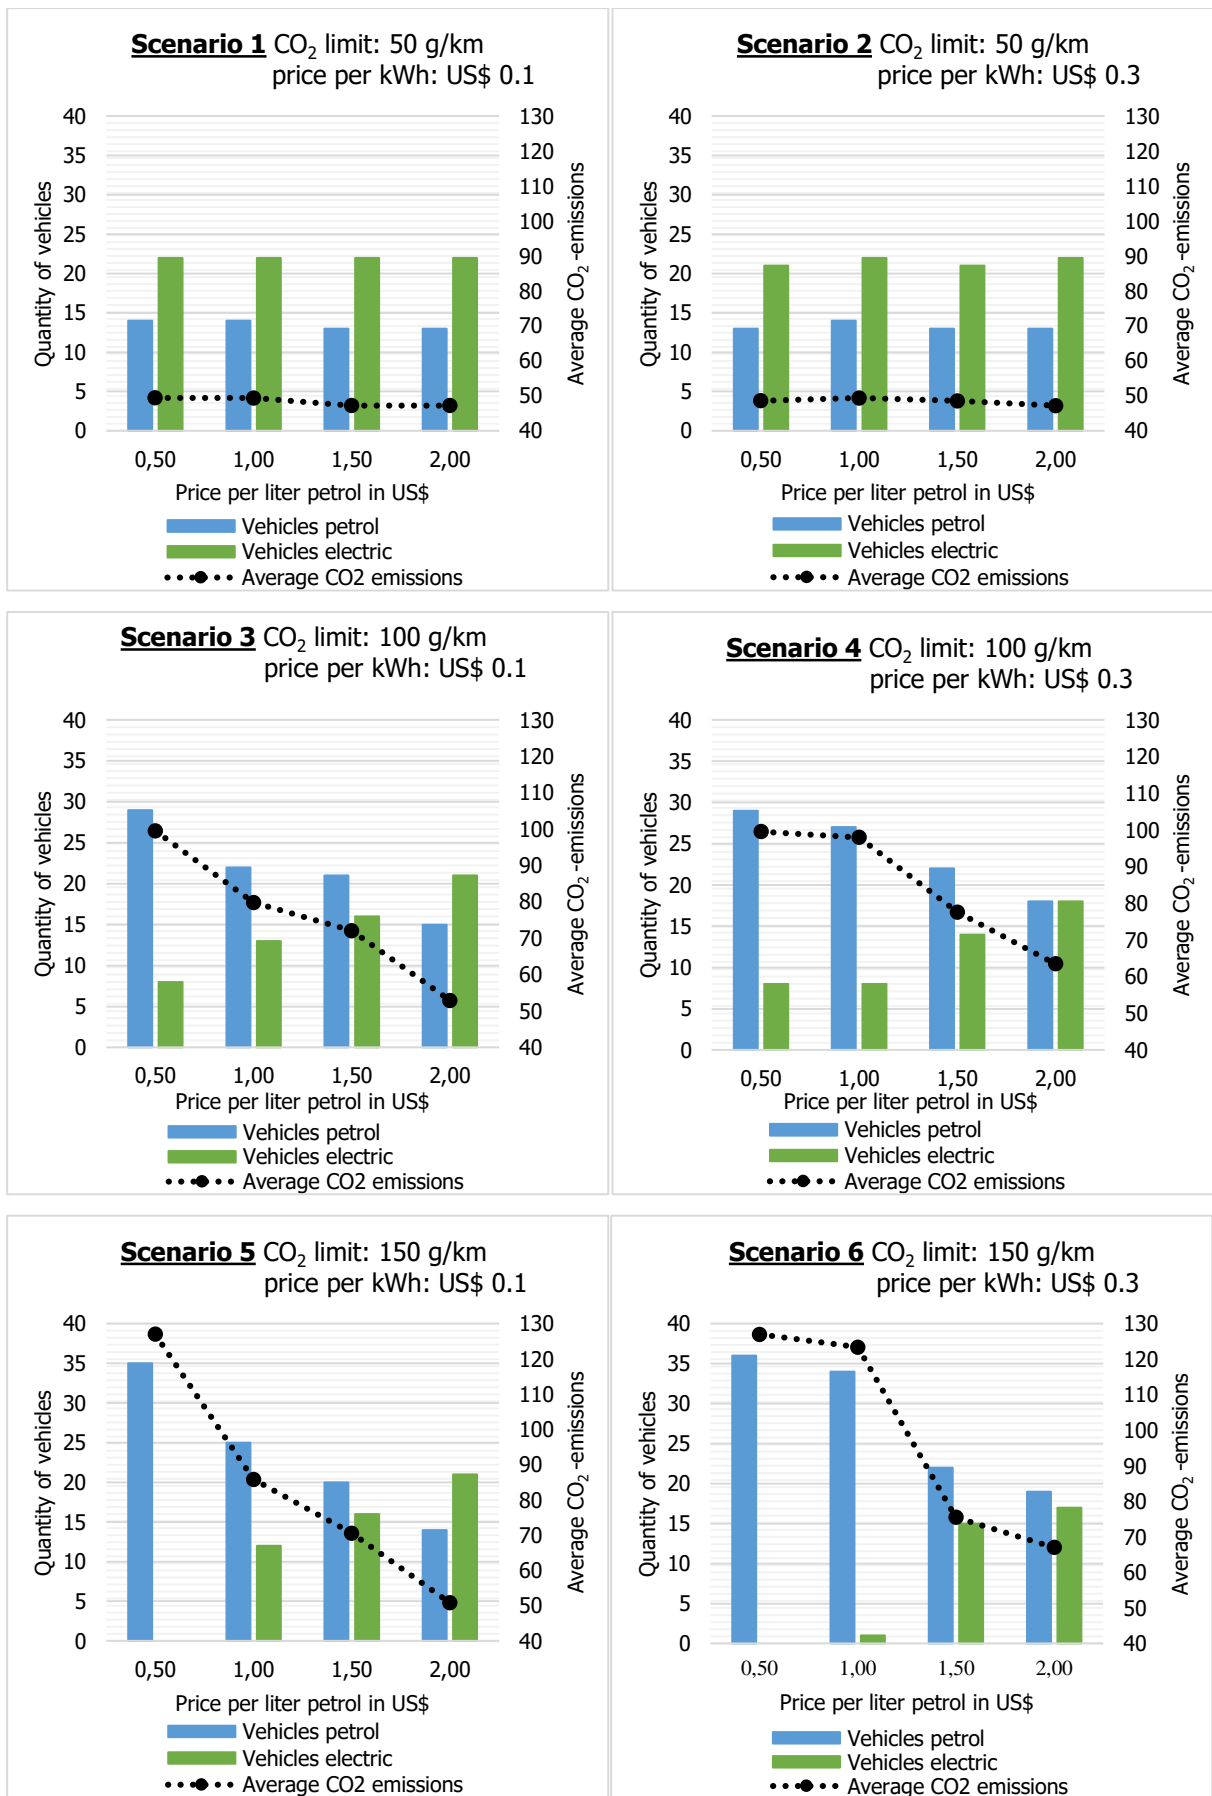 Scenario 1 CO₂ limit: 50 g/km
price per kWh: US$ 0.1
40
35
30
25
20
15
10
5
0
Quantity of vehicles
130
120
110
100
90
80
70
60
50
40
Average CO₂ -emissions
0,50 1,00 1,50 2,00
Price per liter petrol in US$
Vehicles petrol
Vehicles electric
Average CO2 emissions
Scenario 2 CO₂ limit: 50 g/km
price per kWh: US$ 0.3
40
35
30
25
20
15
10
5
0
Quantity of vehicles
130
120
110
100
90
80
70
60
50
40
Average CO₂ -emissions
0,50 1,00 1,50 2,00
Price per liter petrol in US$
Vehicles petrol
Vehicles electric
Average CO2 emissions
Scenario 3 CO₂ limit: 100 g/km
price per kWh: US$ 0.1
40
35
30
25
20
15
10
5
0
Quantity of vehicles
130
120
110
100
90
80
70
60
50
40
Average CO₂ -emissions
0,50 1,00 1,50 2,00
Price per liter petrol in US$
Vehicles petrol
Vehicles electric
Average CO2 emissions
Scenario 4 CO₂ limit: 100 g/km
price per kWh: US$ 0.3
40
35
30
25
20
15
10
5
0
Quantity of vehicles
130
120
110
100
90
80
70
60
50
40
Average CO₂ -emissions
0,50 1,00 1,50 2,00
Price per liter petrol in US$
Vehicles petrol
Vehicles electric
Average CO2 emissions
Scenario 5 CO₂ limit: 150 g/km
price per kWh: US$ 0.1
40
35
30
25
20
15
10
5
0
Quantity of vehicles
130
120
110
100
90
80
70
60
50
40
Average CO₂ -emissions
0,50 1,00 1,50 2,00
Price per liter petrol in US$
Vehicles petrol
Vehicles electric
Average CO2 emissions
Scenario 6 CO₂ limit: 150 g/km
price per kWh: US$ 0.3
40
35
30
25
20
15
10
5
0
Quantity of vehicles
130
120
110
100
90
80
70
60
50
40
Average CO₂ -emissions
0,50 1,00 1,50 2,00
Price per liter petrol in US$
Vehicles petrol
Vehicles electric
Average CO2 emissions